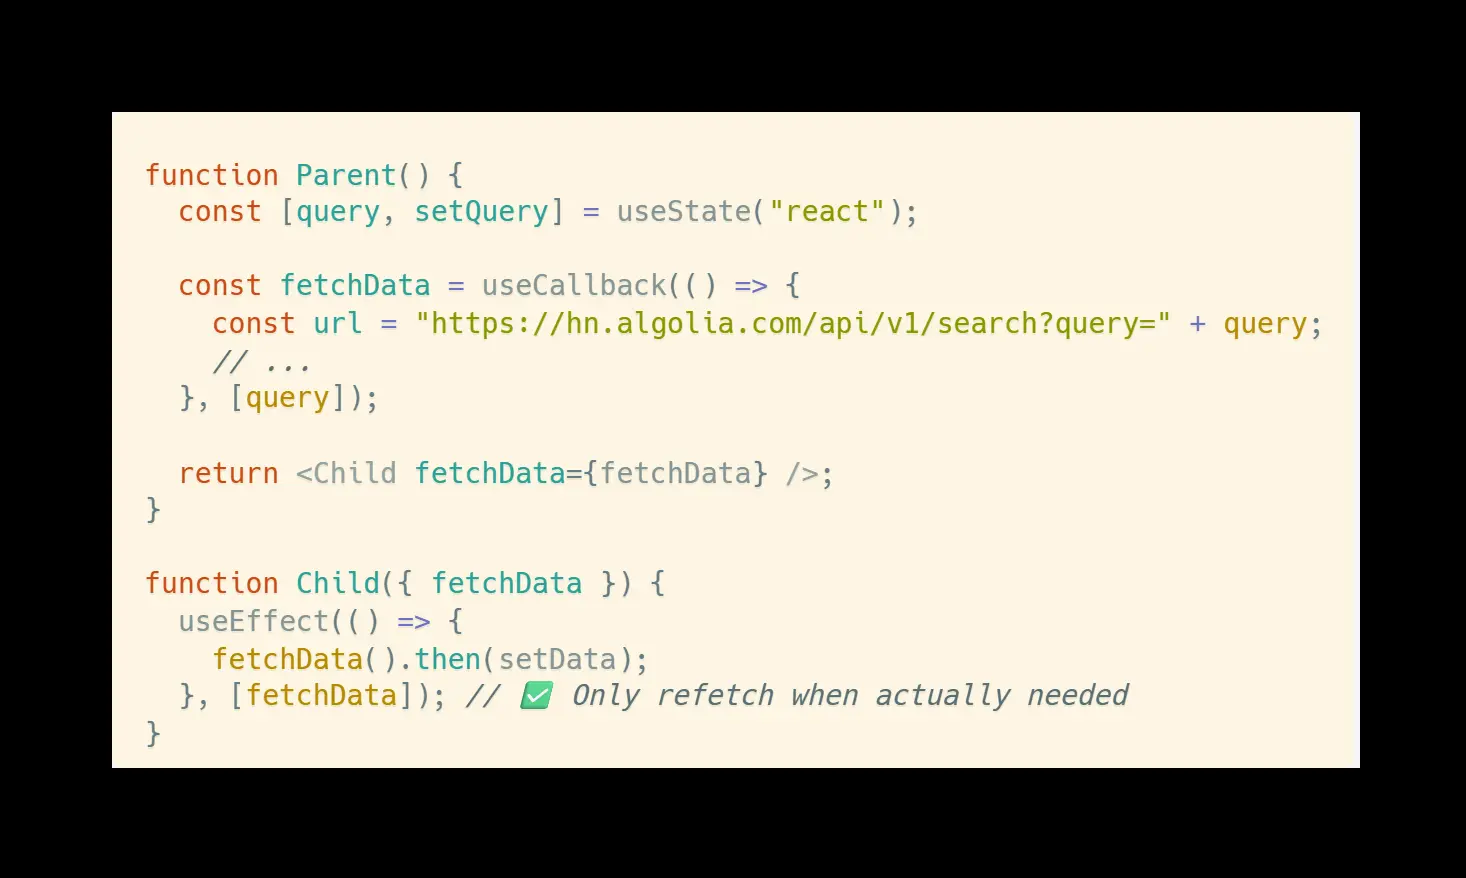 function Parent() {
  const [query, setQuery] = useState("react");

  const fetchData = useCallback(() => {
    const url = "https://hn.algolia.com/api/v1/search?query=" + query;
    // ...
  }, [query]);

  return <Child fetchData={fetchData} />;
}

function Child({ fetchData }) {
  useEffect(() => {
    fetchData().then(setData);
  }, [fetchData]); // ✅ Only refetch when actually needed
}